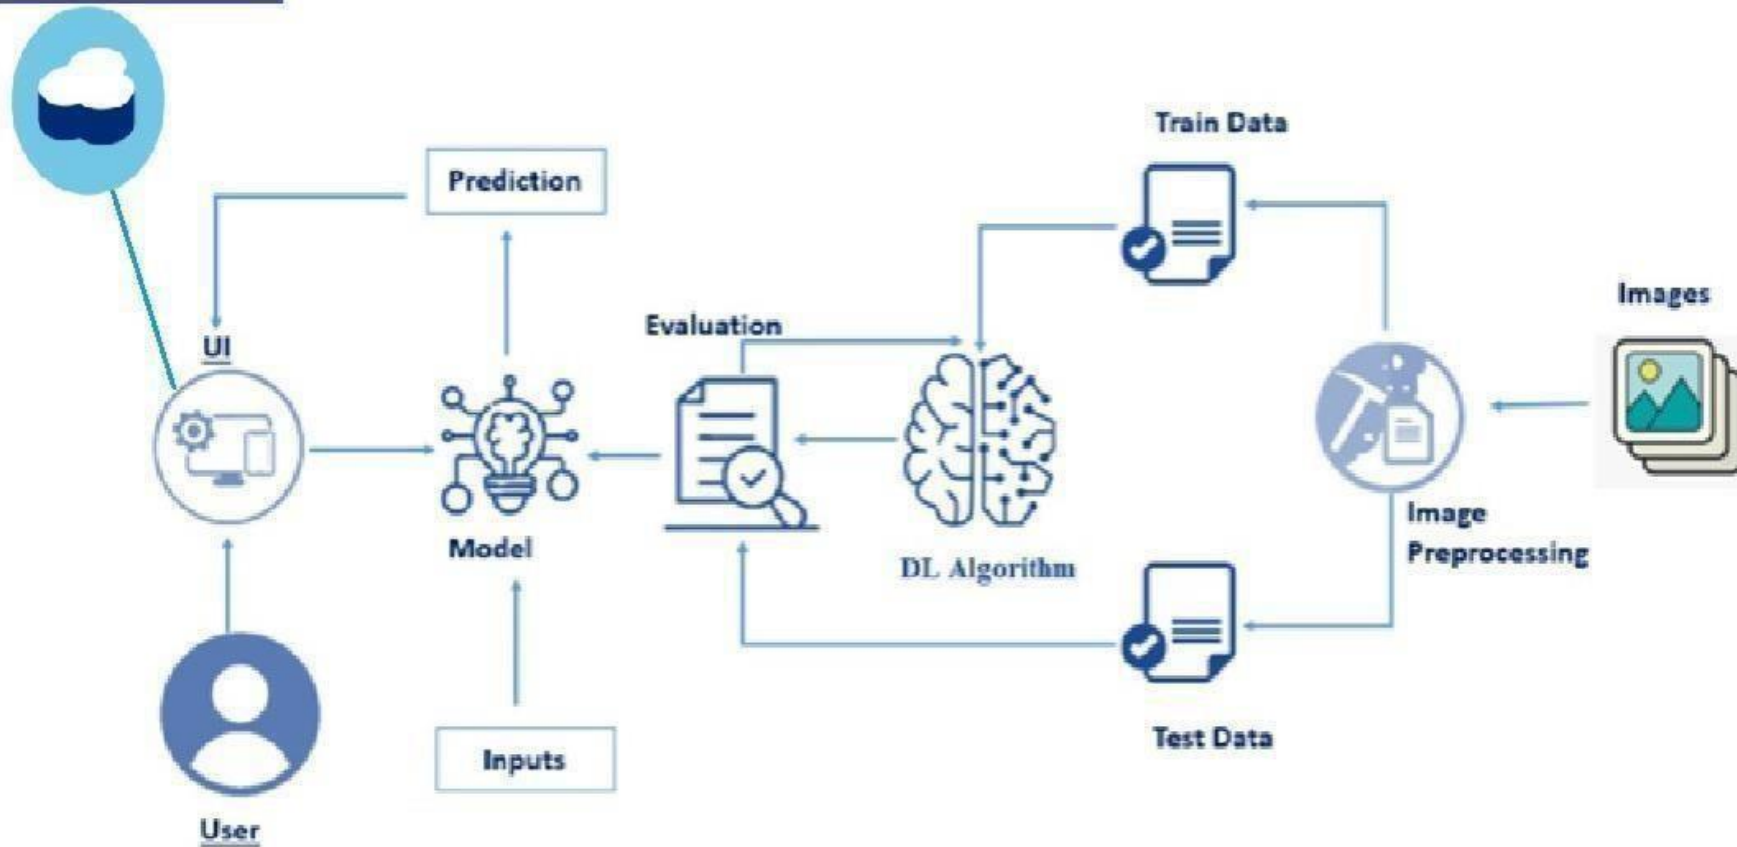 Train Data
Prediction
Images
Evaluation
UI
Image
Preprocessing
Model
DL Algorithm
Test Data
Inputs
User